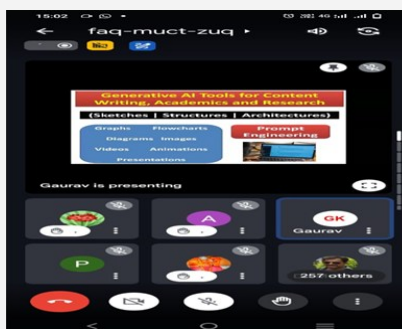 15:02
4G
faq-muct-zuq
Generative AI Tools for Content
Writing, Academics and Research
(Sketches | Structures | Architectures)
Graphs Flowcharts
Diagrams Images
Videos Animations
Presentations
Prompt
Engineering
Gaurav is presenting
A
GK
Gaurav
P
257 others